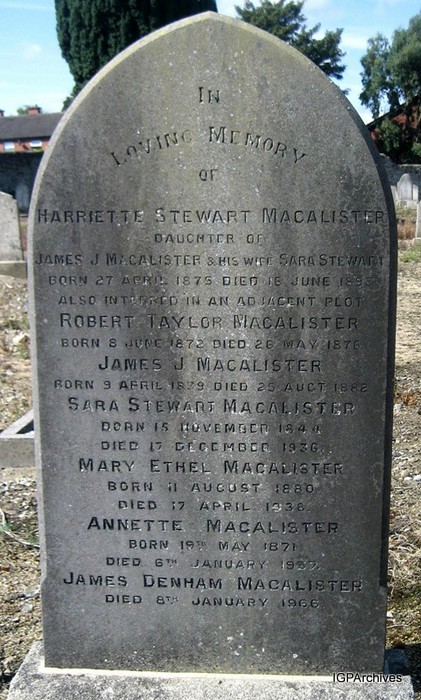 IN
LOVING MEMORY
OF
HARRIETTE STEWART MACALISTER
DAUGHTER OF
JAMES J MACALISTER & HIS WIFE SARA STEWART
BORN 27 APRIL 1875 DIED 16 JUNE 1893
ALSO INTERRED IN AN ADJACENT PLOT
ROBERT TAYLOR MACALISTER
BORN 8 JUNE 1872 DIED 26 MAY 1876
JAMES J MACALISTER
BORN 9 APRIL 1839 DIED 25 AUGT 1882
SARA STEWART MACALISTER
BORN 15 NOVEMBER 1844
DIED 17 DECEMBER 1936
MARY ETHEL MACALISTER
BORN 11 AUGUST 1880
DIED 17 APRIL 1938
ANNETTE MACALISTER
BORN 19TH MAY 1871
DIED 6TH JANUARY
JAMES DENHAM MACALISTER
DIED 8TH JANUARY 1966
IGPArchives